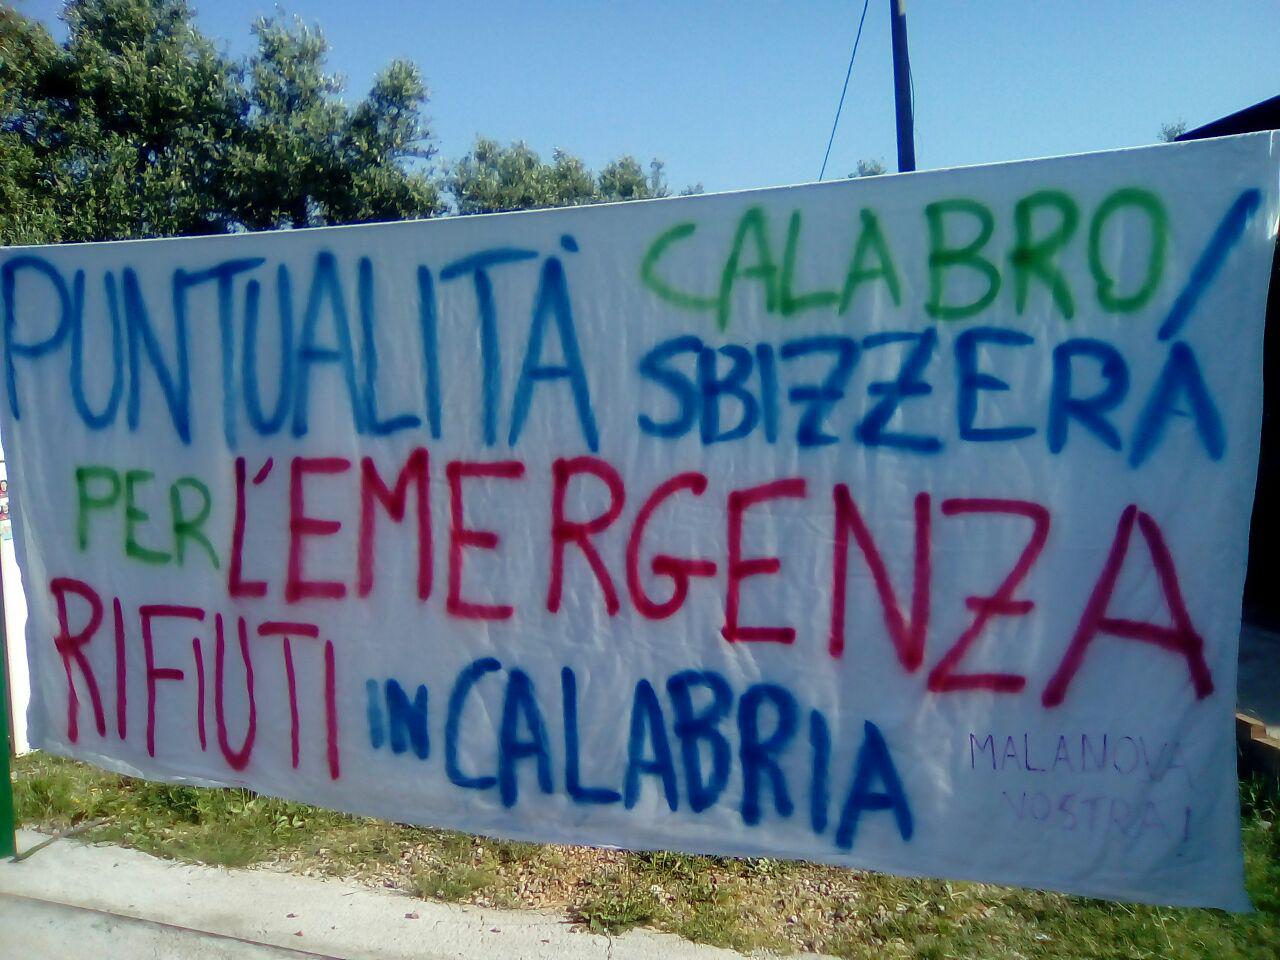 PUNTUALITÀ CALABRO/
SBIZZERA
PER L'EMERGENZA
RIFIUTI IN CALABRIA
MALANOVA
VOSTRA!